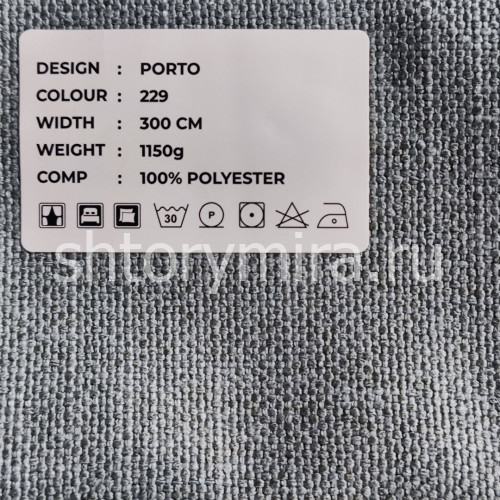 DESIGN : PORTO
COLOUR : 229
WIDTH : 300 CM
WEIGHT : 1150g
COMP : 100% POLYESTER
30 P
shtorymira.ru